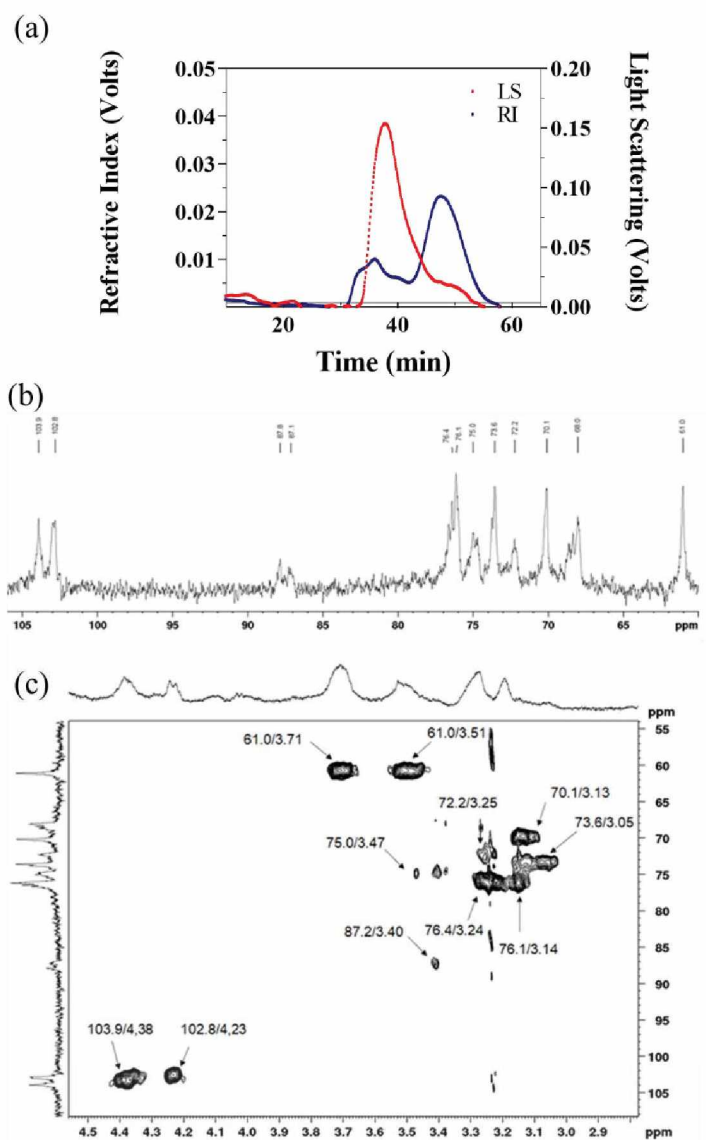 (a)
Refractive Index (Volts)
0.05
0.04
0.03
0.02
0.01
0.20
0.15
0.10
0.05
0.00
Light Scattering (Volts)
LS
RI
20 40 60
Time (min)
(b)
103.9 102.8 87.8 87.1 76.4 76.1 75.0 73.6 72.2 70.1 68.0 61.0
105 100 95 90 85 80 75 70 65 ppm
(c)
ppm
55
60
65
70
75
80
85
90
95
100
105
61.0/3.71 61.0/3.51
72.2/3.25 70.1/3.13
75.0/3.47 73.6/3.05
76.4/3.24 76.1/3.14
87.2/3.40
103.9/4,38 102.8/4,23
4.5 4.4 4.3 4.2 4.1 4.0 3.9 3.8 3.7 3.6 3.5 3.4 3.3 3.2 3.1 3.0 2.9 ppm